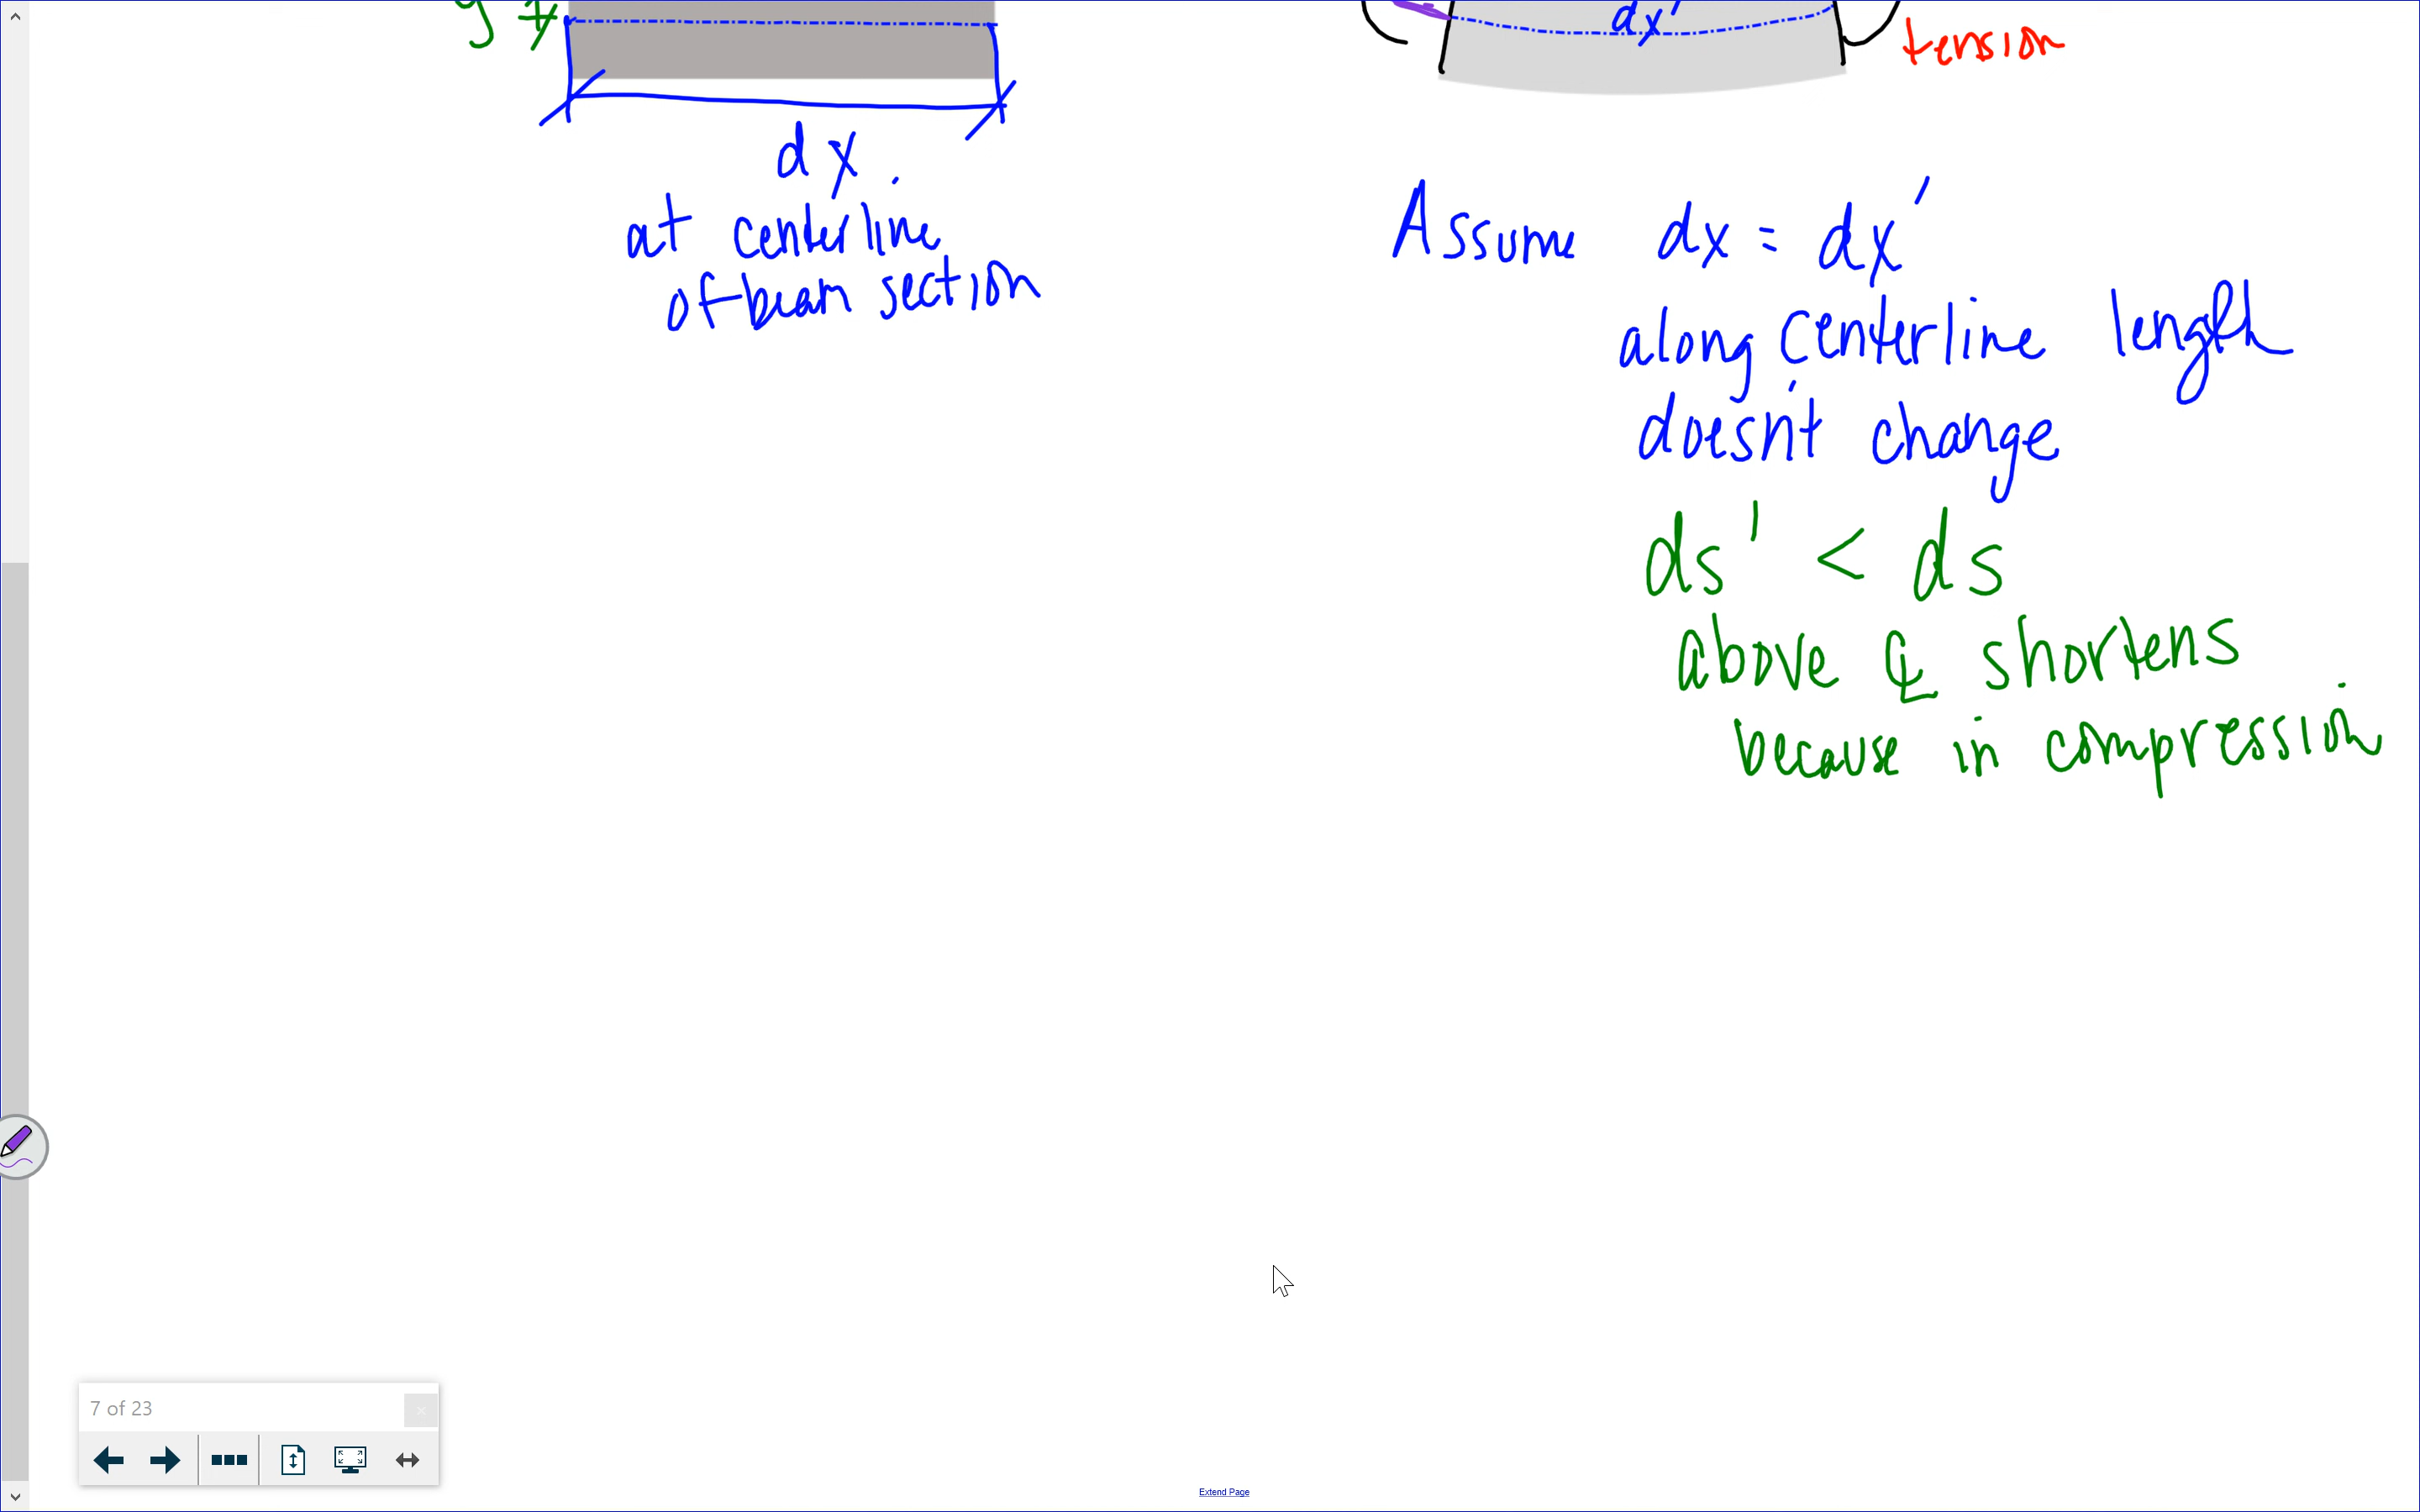 y
dx'
tension
dx
at centerline
of beam section
Assume dx = dx'
along centerline length
doesn't change
ds' < ds
above ℄ shortens
because in compression
7 of 23
Extend Page